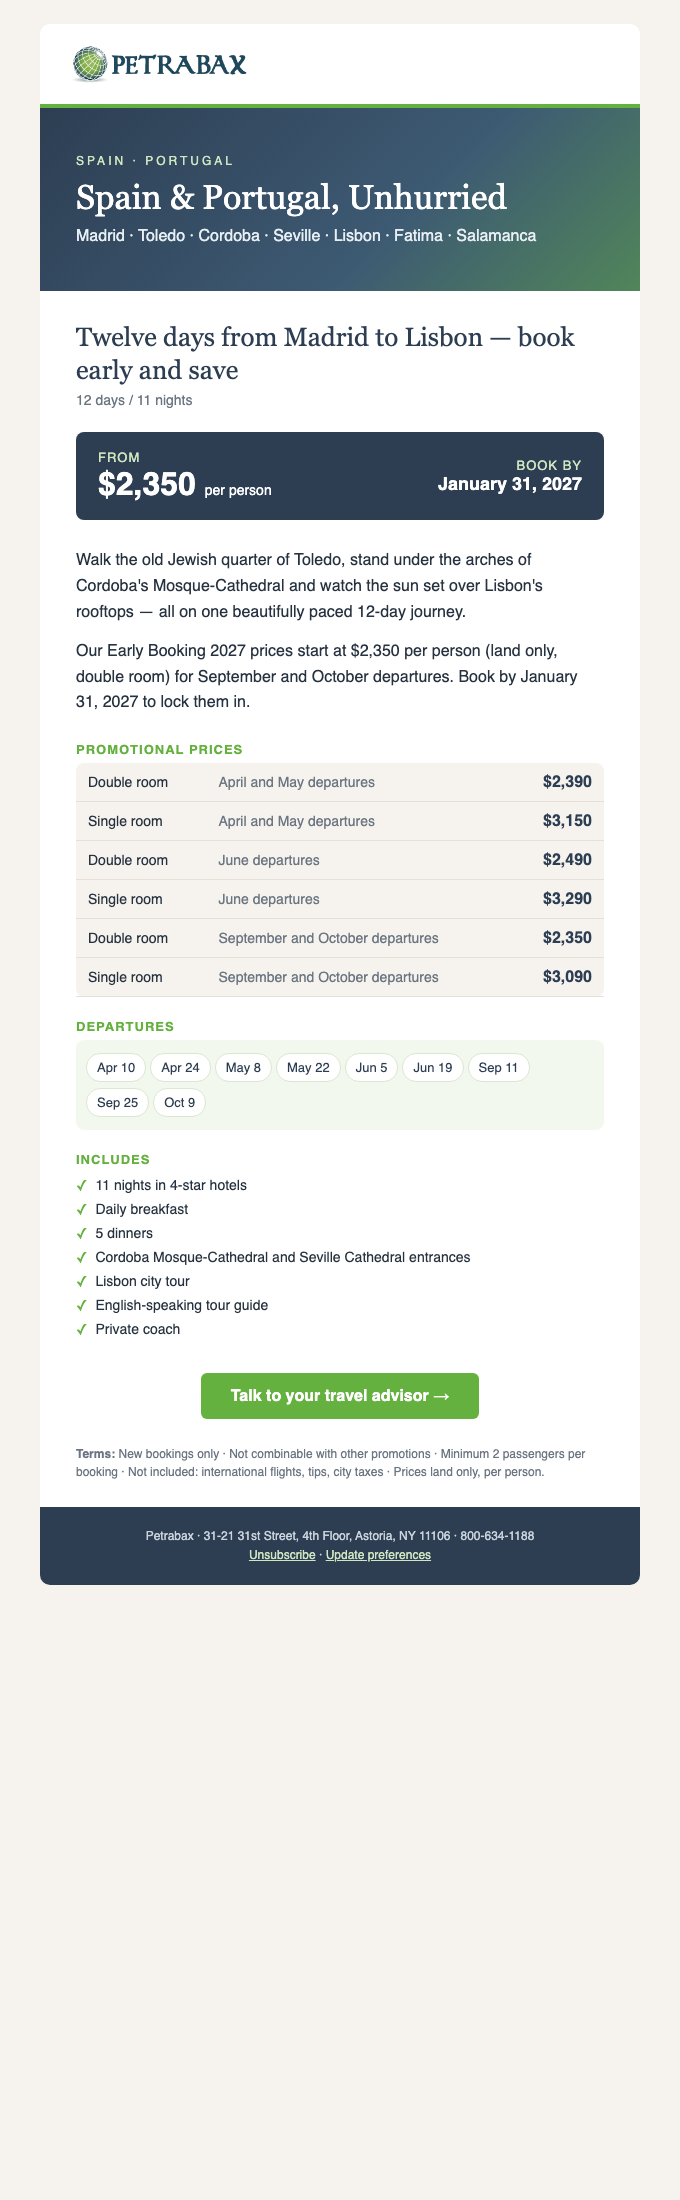 PETRABAX
SPAIN · PORTUGAL
Spain & Portugal, Unhurried
Madrid · Toledo · Cordoba · Seville · Lisbon · Fatima · Salamanca
Twelve days from Madrid to Lisbon — book
early and save
12 days / 11 nights
FROM
$2,350 per person
BOOK BY
January 31, 2027
Walk the old Jewish quarter of Toledo, stand under the arches of
Cordoba's Mosque-Cathedral and watch the sun set over Lisbon's
rooftops — all on one beautifully paced 12-day journey.
Our Early Booking 2027 prices start at $2,350 per person (land only,
double room) for September and October departures. Book by January
31, 2027 to lock them in.
PROMOTIONAL PRICES
Double room April and May departures $2,390
Single room April and May departures $3,150
Double room June departures $2,490
Single room June departures $3,290
Double room September and October departures $2,350
Single room September and October departures $3,090
DEPARTURES
Apr 10 Apr 24 May 8 May 22 Jun 5 Jun 19 Sep 11
Sep 25 Oct 9
INCLUDES
✓ 11 nights in 4-star hotels
✓ Daily breakfast
✓ 5 dinners
✓ Cordoba Mosque-Cathedral and Seville Cathedral entrances
✓ Lisbon city tour
✓ English-speaking tour guide
✓ Private coach
Talk to your travel advisor →
Terms: New bookings only · Not combinable with other promotions · Minimum 2 passengers per
booking · Not included: international flights, tips, city taxes · Prices land only, per person.
Petrabax · 31-21 31st Street, 4th Floor, Astoria, NY 11106 · 800-634-1188
Unsubscribe · Update preferences